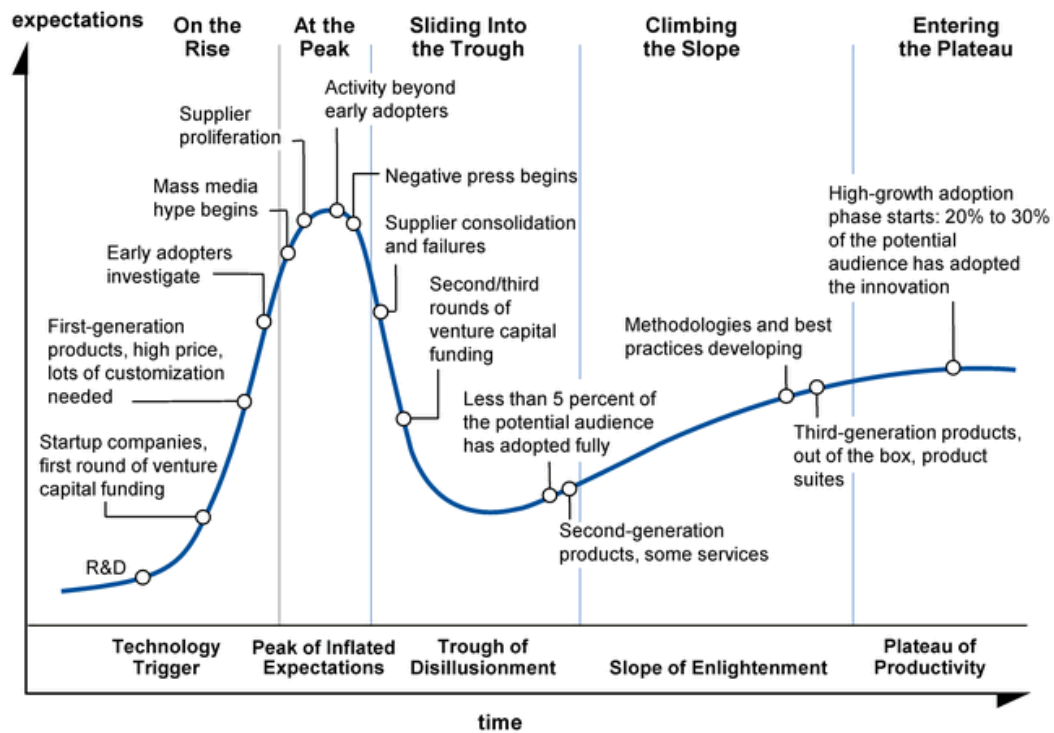 expectations
On the
Rise
At the
Peak
Sliding Into
the Trough
Climbing
the Slope
Entering
the Plateau
Activity beyond
early adopters
Supplier
proliferation
Negative press begins
Mass media
hype begins
Supplier consolidation
and failures
Early adopters
investigate
Second/third
rounds of
venture capital
funding
First-generation
products, high price,
lots of customization
needed
Less than 5 percent of
the potential audience
has adopted fully
Startup companies,
first round of venture
capital funding
R&D
Second-generation
products, some services
Methodologies and best
practices developing
High-growth adoption
phase starts: 20% to 30%
of the potential
audience has adopted
the innovation
Third-generation products,
out of the box, product
suites
Technology
Trigger
Peak of Inflated
Expectations
Trough of
Disillusionment
Slope of Enlightenment
Plateau of
Productivity
time